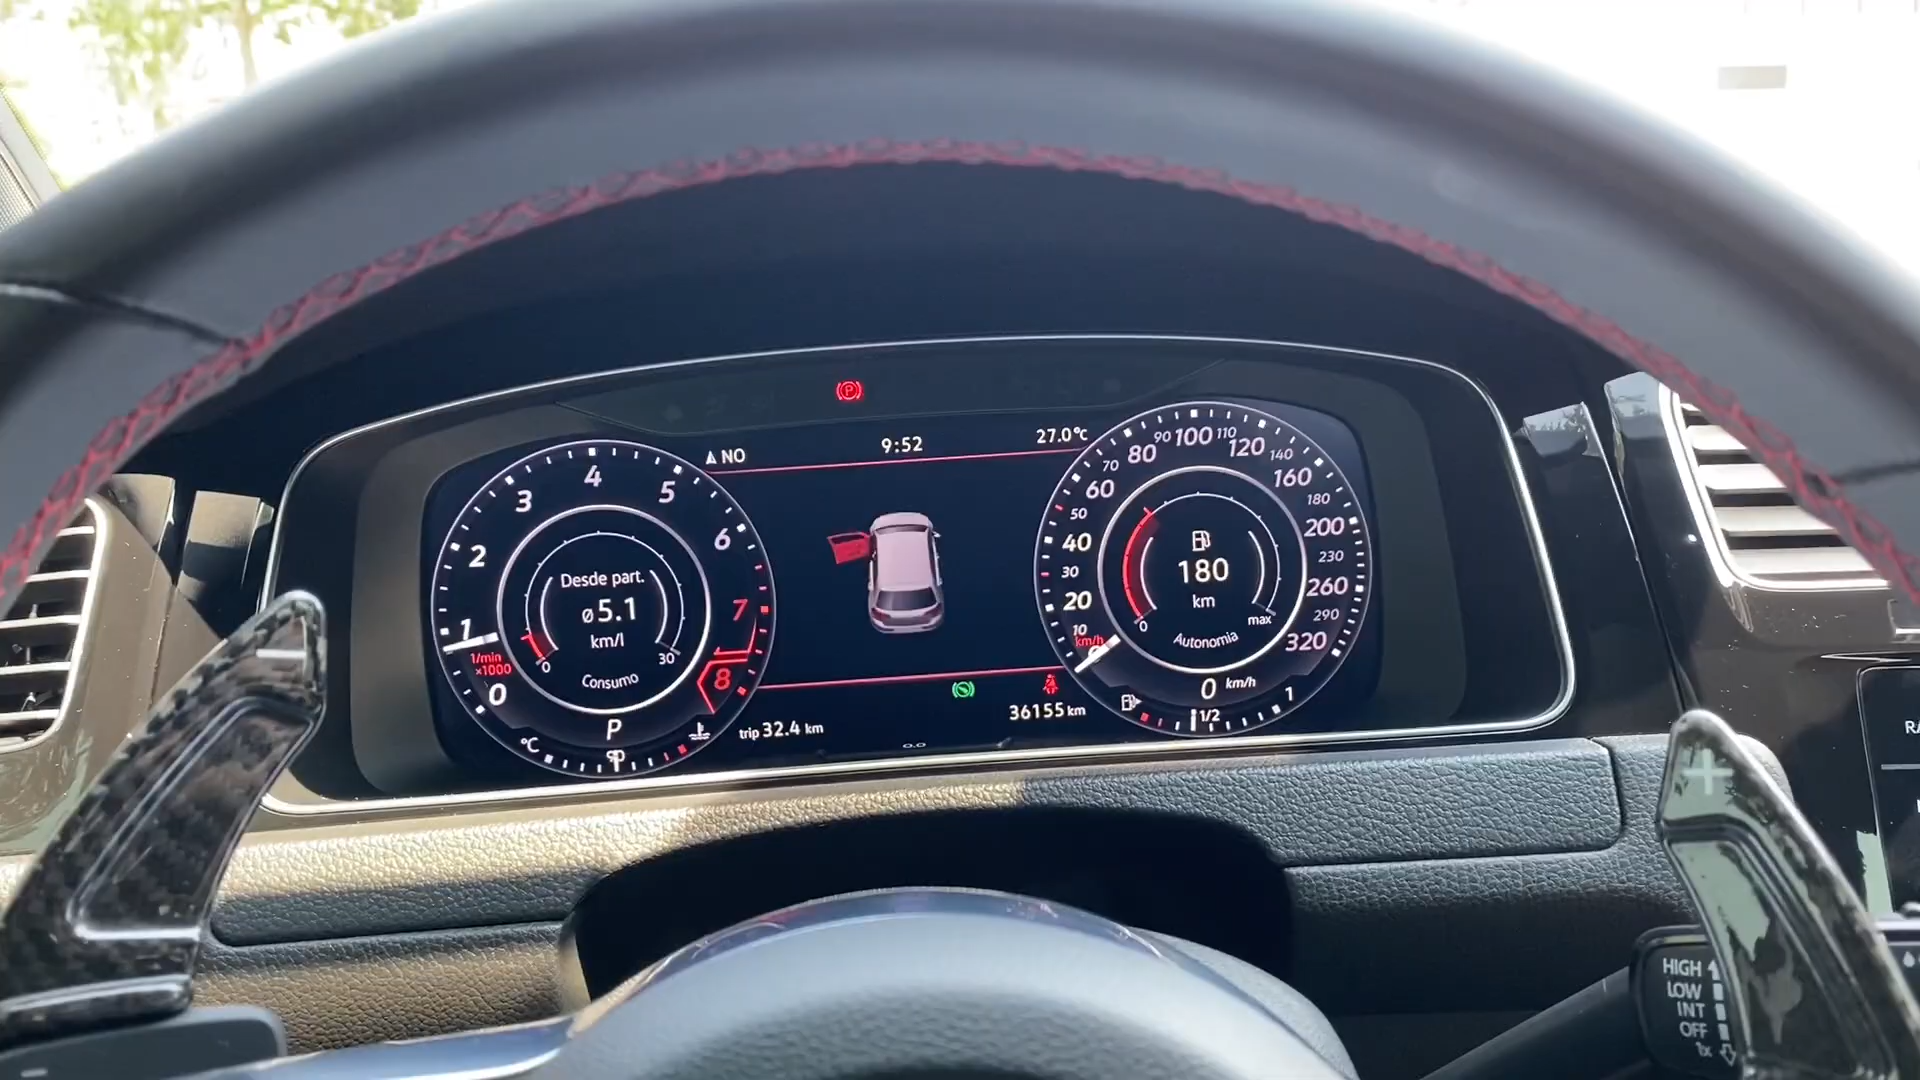 NO
9:52
27.0°C
0
1
2
3
4
5
6
7
8
1/min
x1000
Desde part.
ø5.1
km/l
0
30
Consumo
P
°C
trip 32.4 km
36155 km
0
10
20
30
40
50
60
70
80
90
100
110
120
140
160
180
200
230
260
290
320
km/h
180
km
0
max
Autonomia
0 km/h
1/2
1
P
+
-
HIGH
LOW
INT
OFF
1x